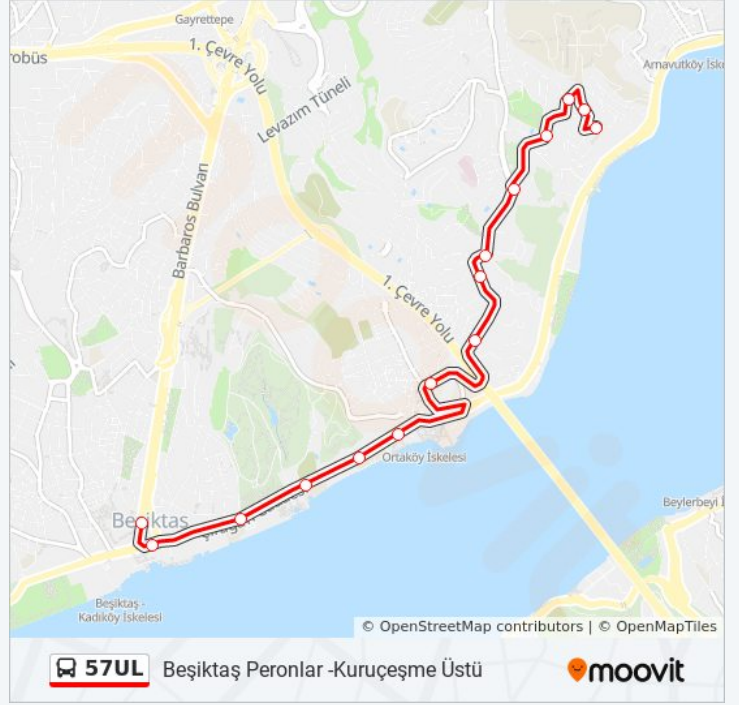 Gayrettepe
robüs
1. Çevre Yolu
Arnavutköy İske
Levazım Tüneli
Barbaros Bulvarı
1. Çevre Yolu
Ortaköy İskelesi
Beşiktaş
Beylerbeyi İ
Beşiktaş -
Kadıköy İskelesi
© OpenStreetMap contributors | © OpenMapTiles
57UL
Beşiktaş Peronlar -Kuruçeşme Üstü
moovit